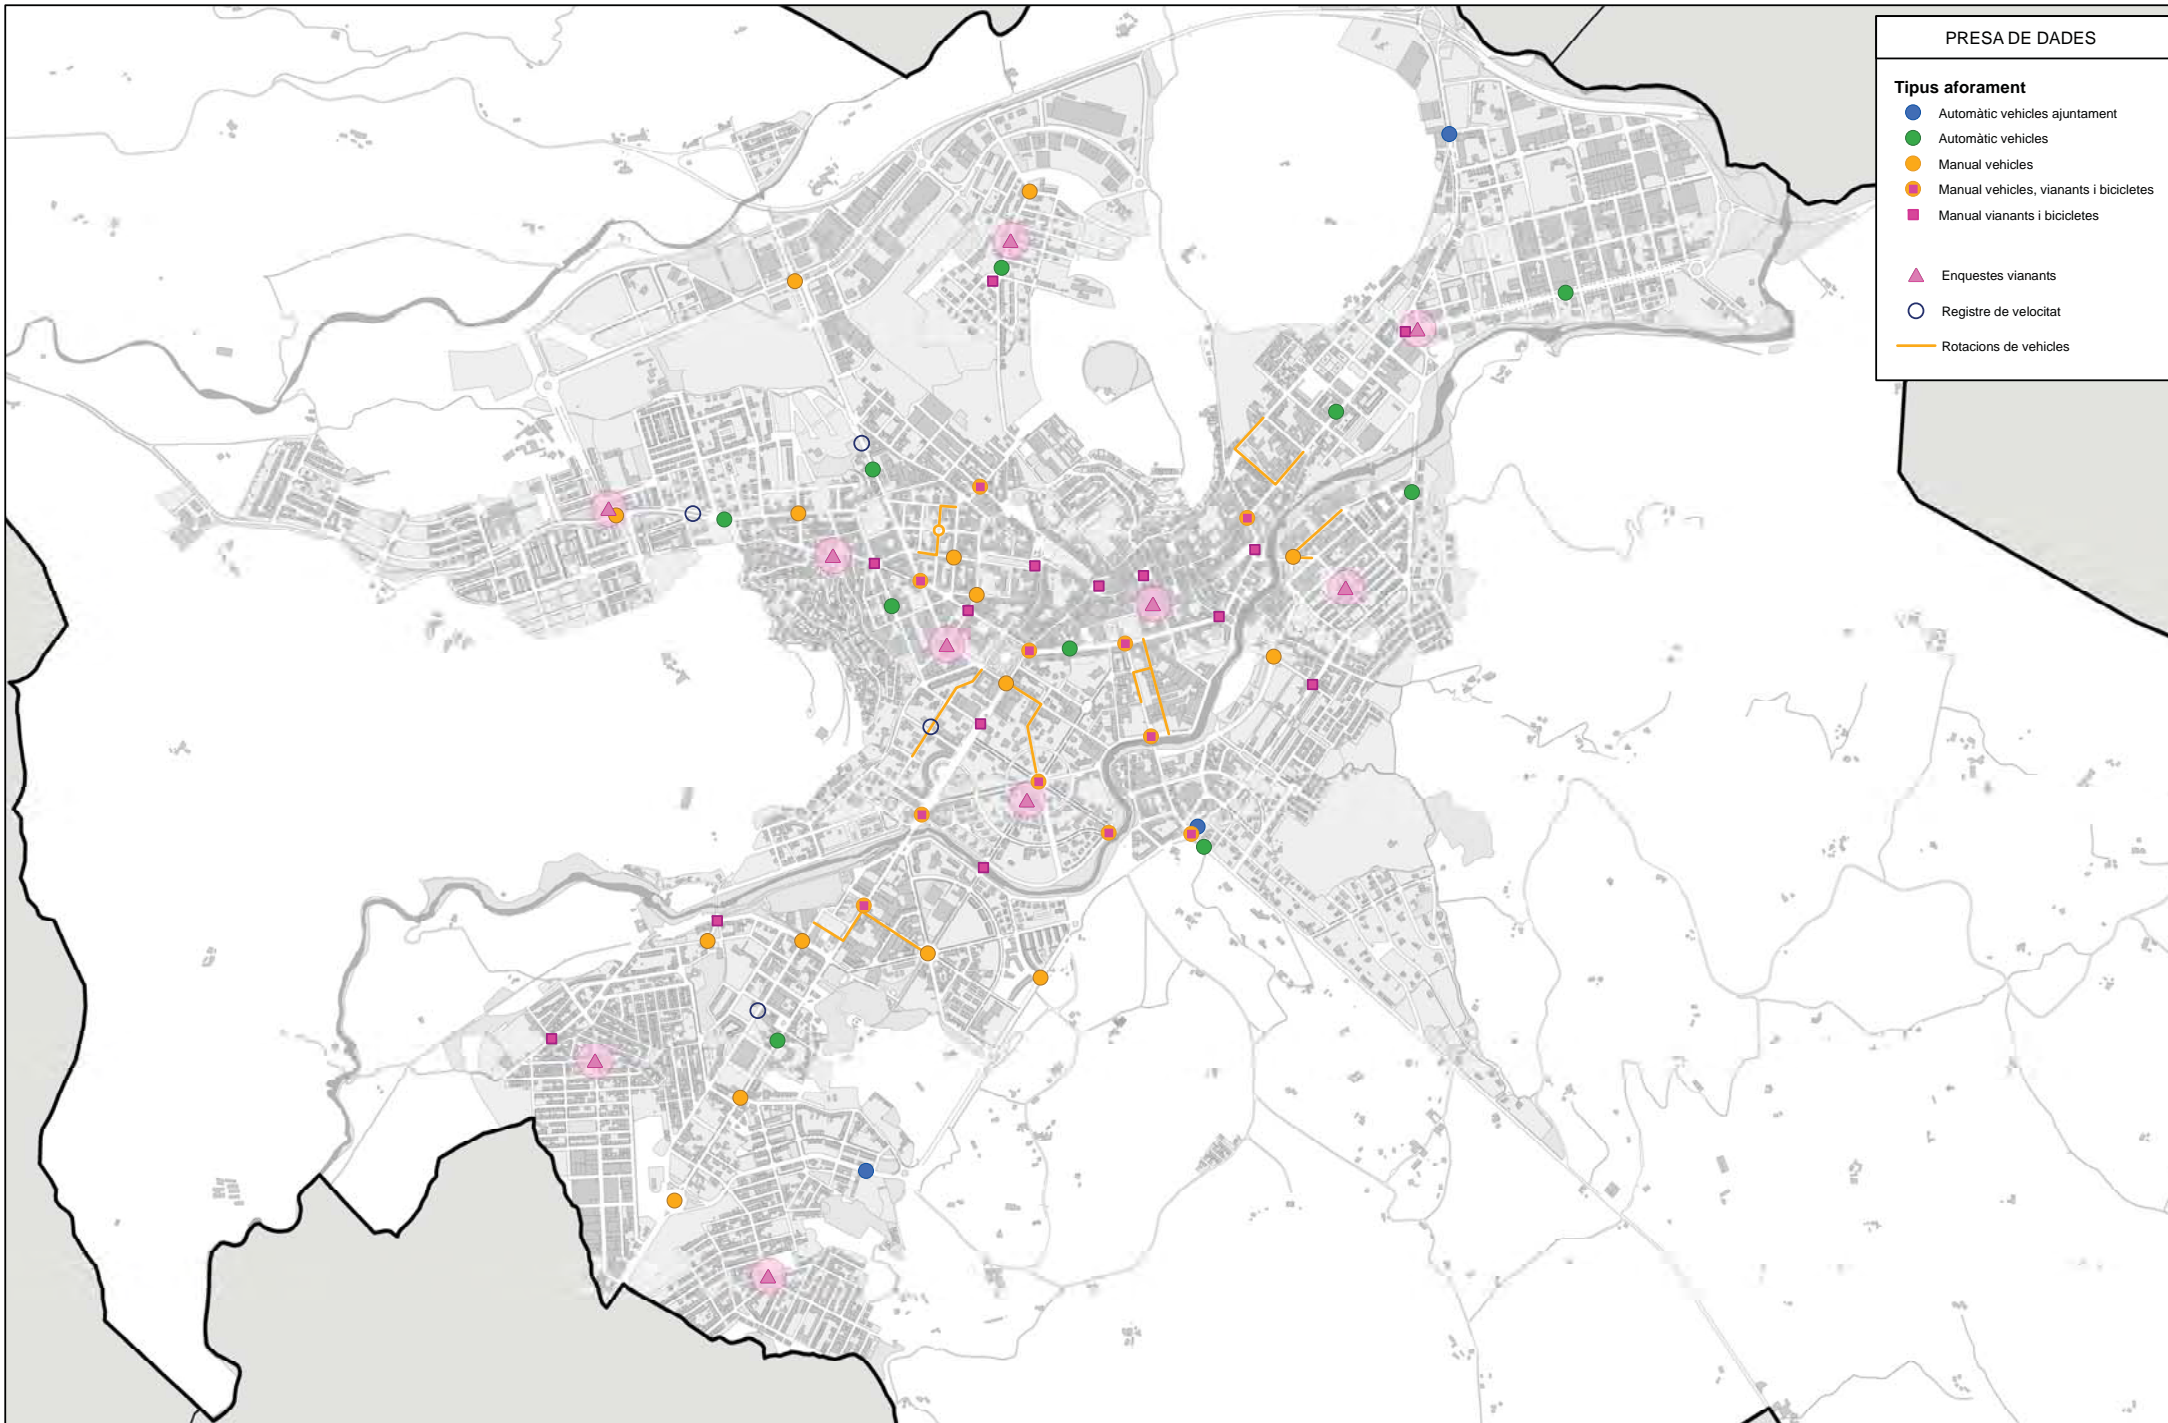 PRESA DE DADES
Tipus aforament
Automàtic vehicles ajuntament
Automàtic vehicles
Manual vehicles
Manual vehicles, vianants i bicicletes
Manual vianants i bicicletes
Enquestes vianants
Registre de velocitat
Rotacions de vehicles